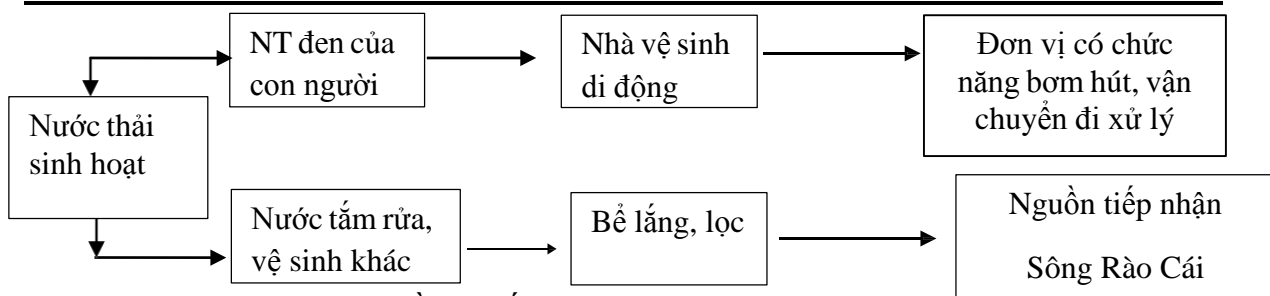 NT đen của
con người
Nhà vệ sinh
di động
Đơn vị có chức
năng bơm hút, vận
chuyển đi xử lý
Nước thải
sinh hoạt
Nước tắm rửa,
vệ sinh khác
Bể lắng, lọc
Nguồn tiếp nhận
Sông Rào Cái